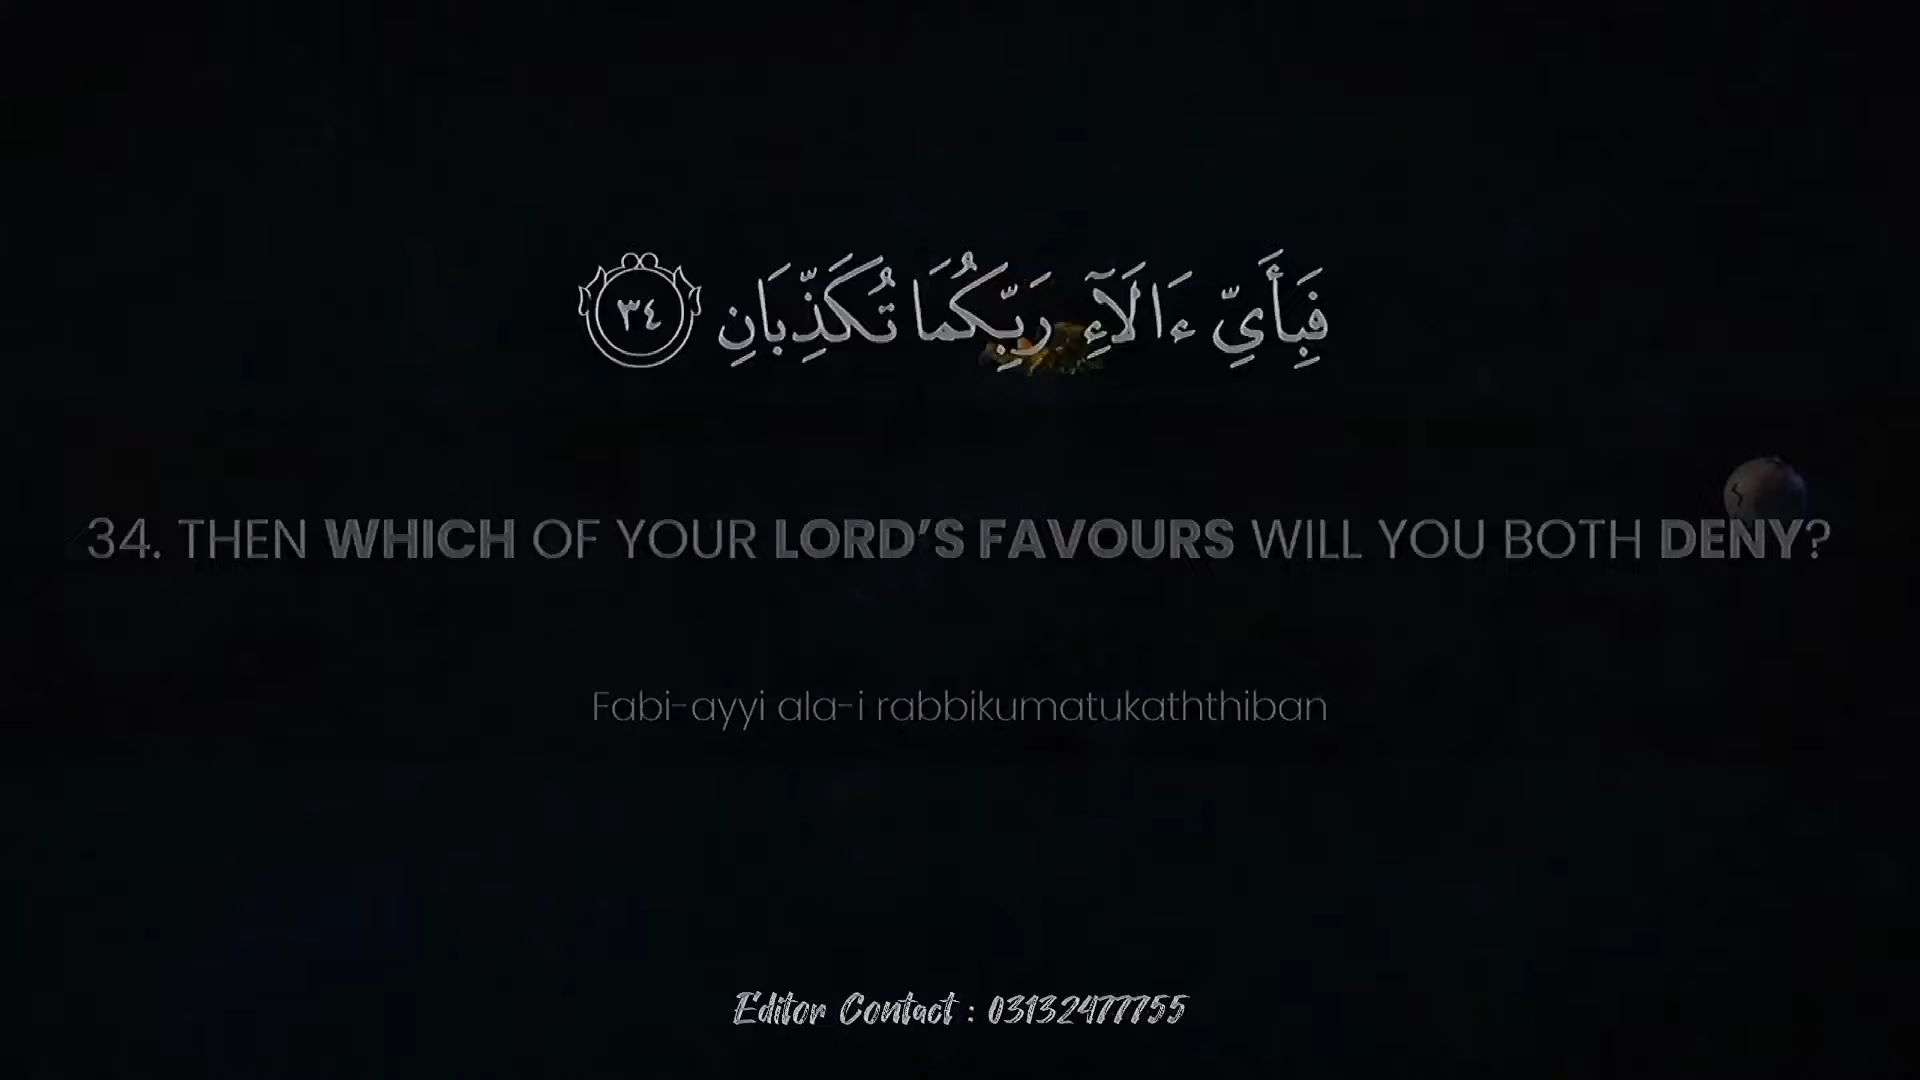 فَبِأَيِّ ءَالَآءِ رَبِّكُمَا تُكَذِّبَانِ ٣٤
34. THEN WHICH OF YOUR LORD’S FAVOURS WILL YOU BOTH DENY?
Fabi-ayyi ala-i rabbikumatukaththiban
Editor Contact : 03132477755